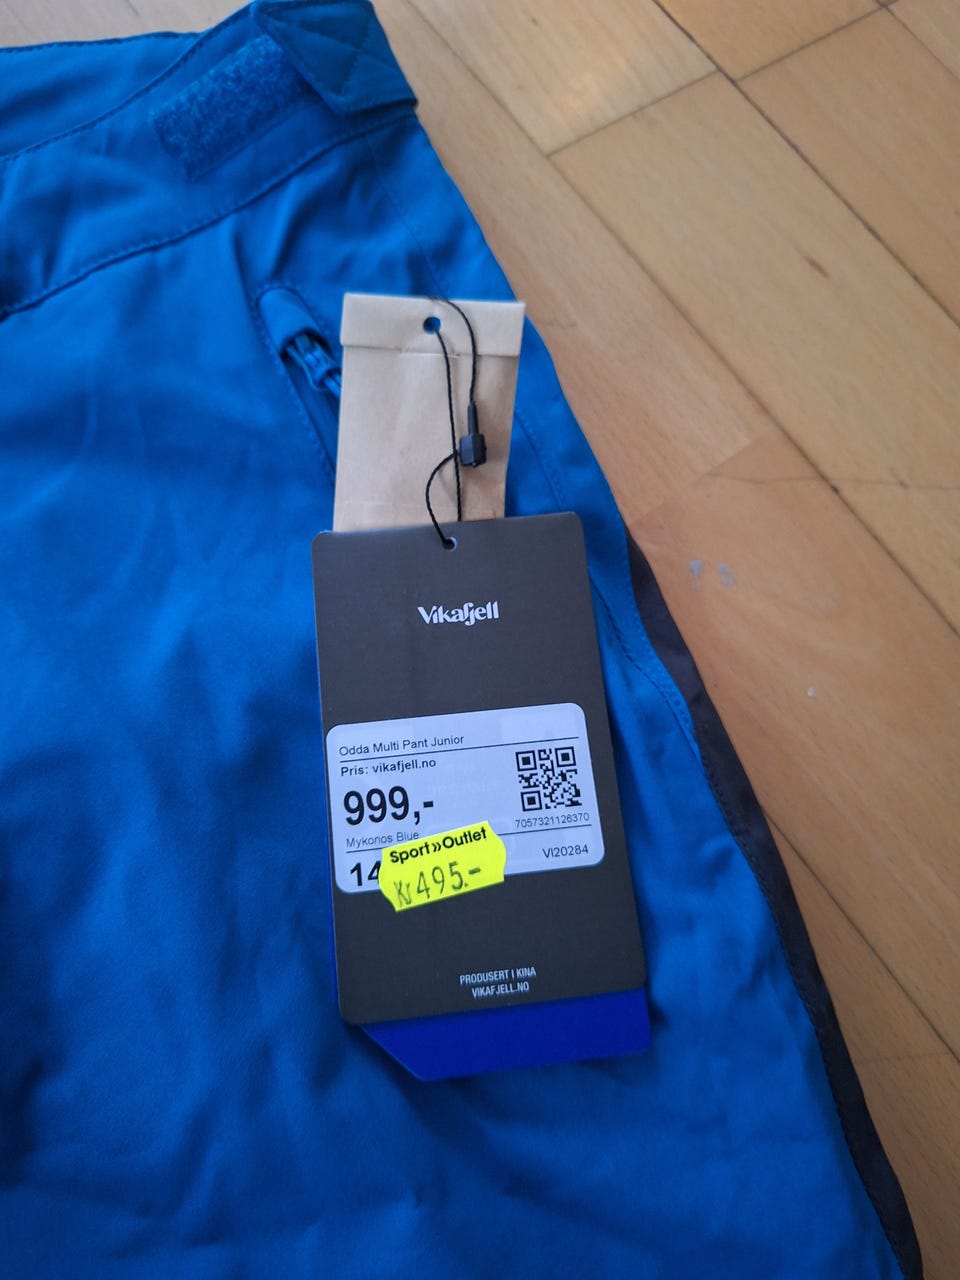 Vikafjell
Odda Multi Pant Junior
Pris: vikafjell.no
999,-
7057321126370
Mykonos Blue
VI20284
14
Sport»Outlet
Kr 495.-
PRODUSERT I KINA
VIKAFJELL.NO